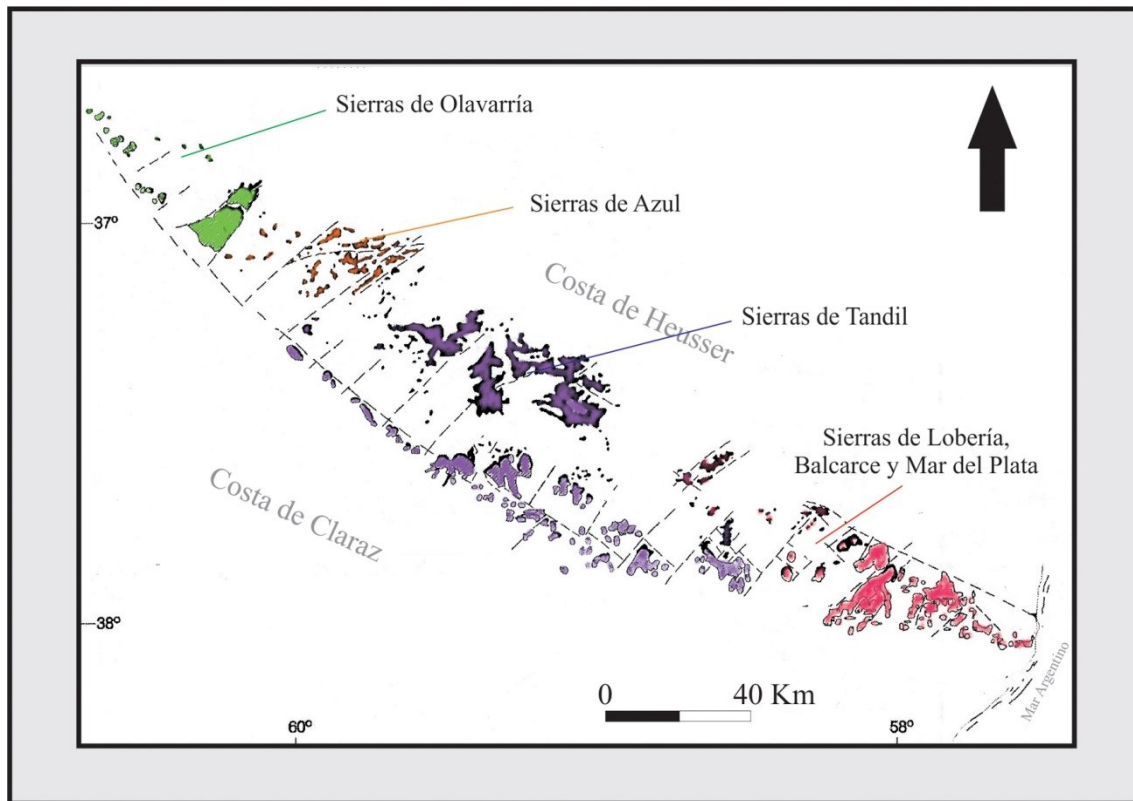 Sierras de Olavarría
37º
Sierras de Azul
Costa de Heusser
Sierras de Tandil
Sierras de Lobería,
Balcarce y Mar del Plata
Costa de Claraz
38º
0 40 Km
Mar Argentino
60º
58º